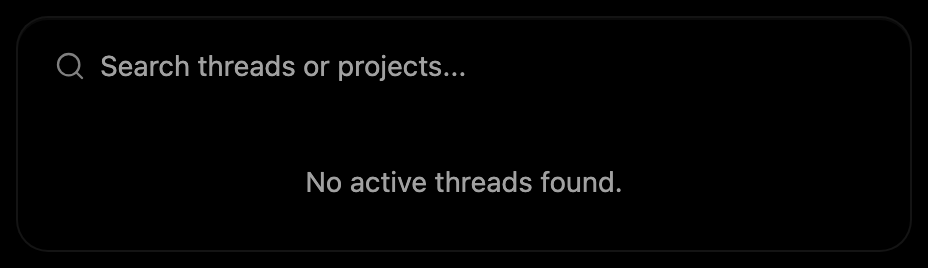 Search threads or projects...
No active threads found.